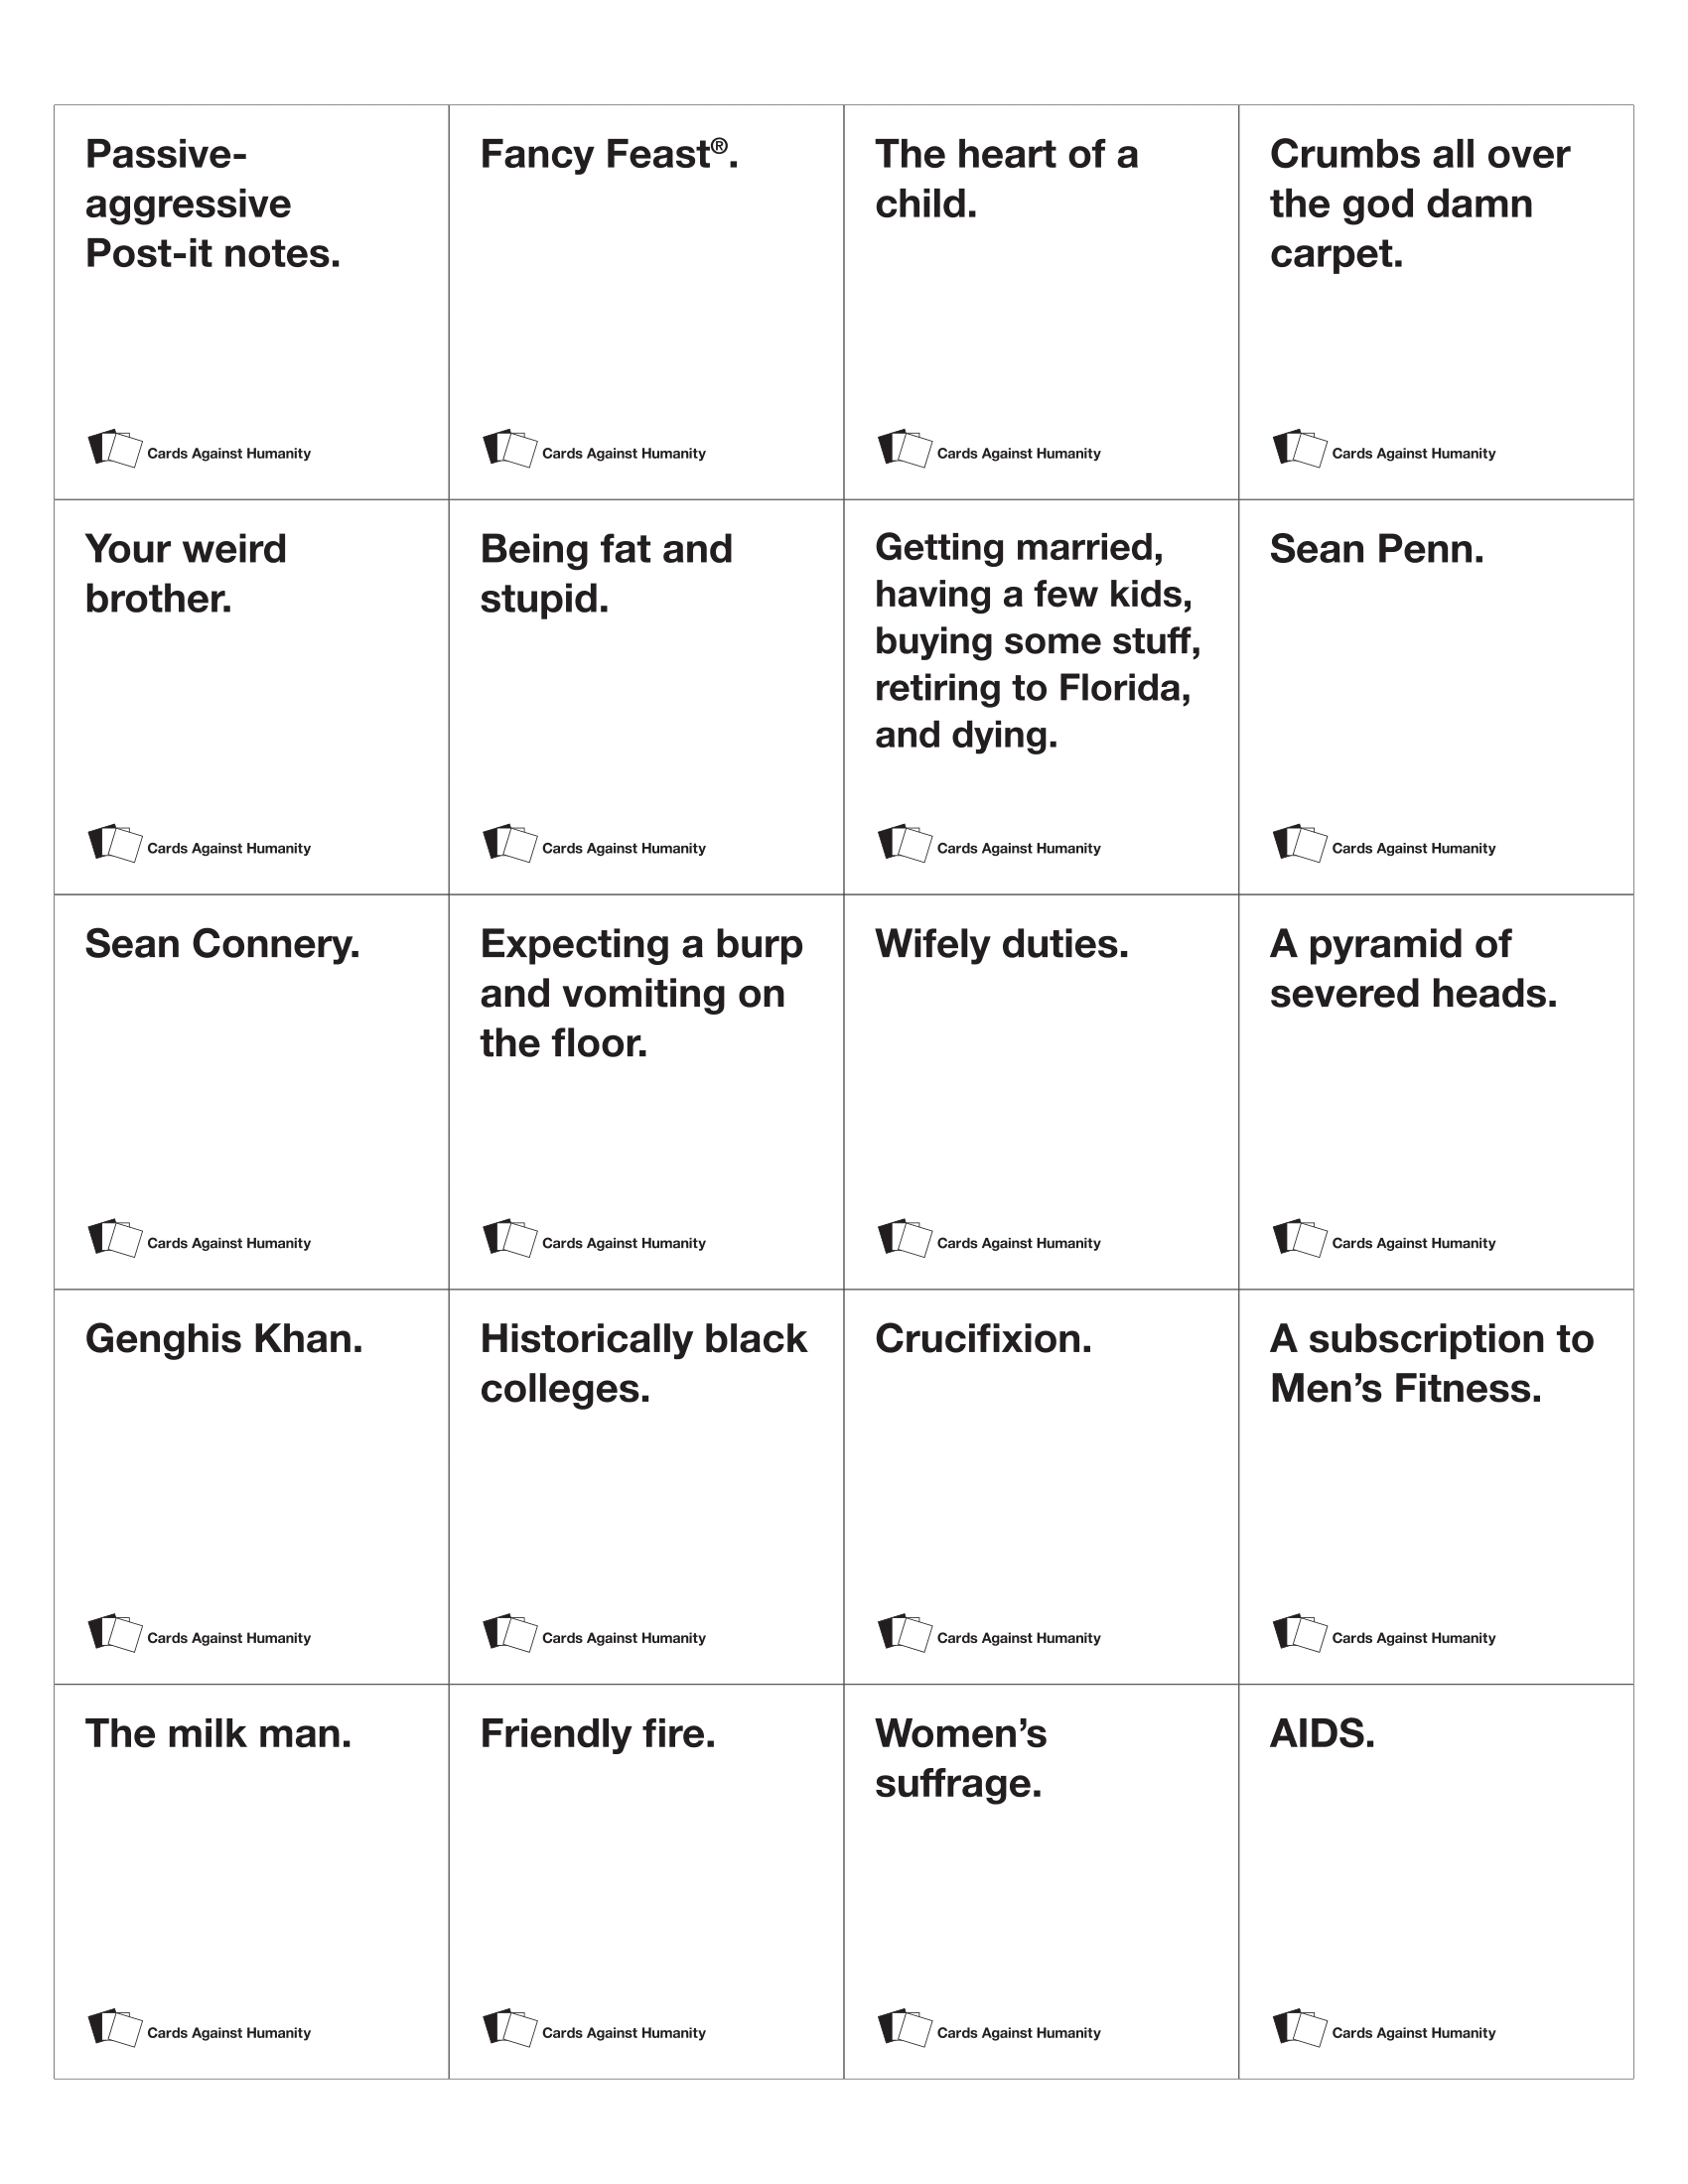 Passive-
aggressive
Post-it notes.
Cards Against Humanity
Fancy Feast®.
Cards Against Humanity
The heart of a
child.
Cards Against Humanity
Crumbs all over
the god damn
carpet.
Cards Against Humanity
Your weird
brother.
Cards Against Humanity
Being fat and
stupid.
Cards Against Humanity
Getting married,
having a few kids,
buying some stuff,
retiring to Florida,
and dying.
Cards Against Humanity
Sean Penn.
Cards Against Humanity
Sean Connery.
Cards Against Humanity
Expecting a burp
and vomiting on
the floor.
Cards Against Humanity
Wifely duties.
Cards Against Humanity
A pyramid of
severed heads.
Cards Against Humanity
Genghis Khan.
Cards Against Humanity
Historically black
colleges.
Cards Against Humanity
Crucifixion.
Cards Against Humanity
A subscription to
Men’s Fitness.
Cards Against Humanity
The milk man.
Cards Against Humanity
Friendly fire.
Cards Against Humanity
Women’s
suffrage.
Cards Against Humanity
AIDS.
Cards Against Humanity